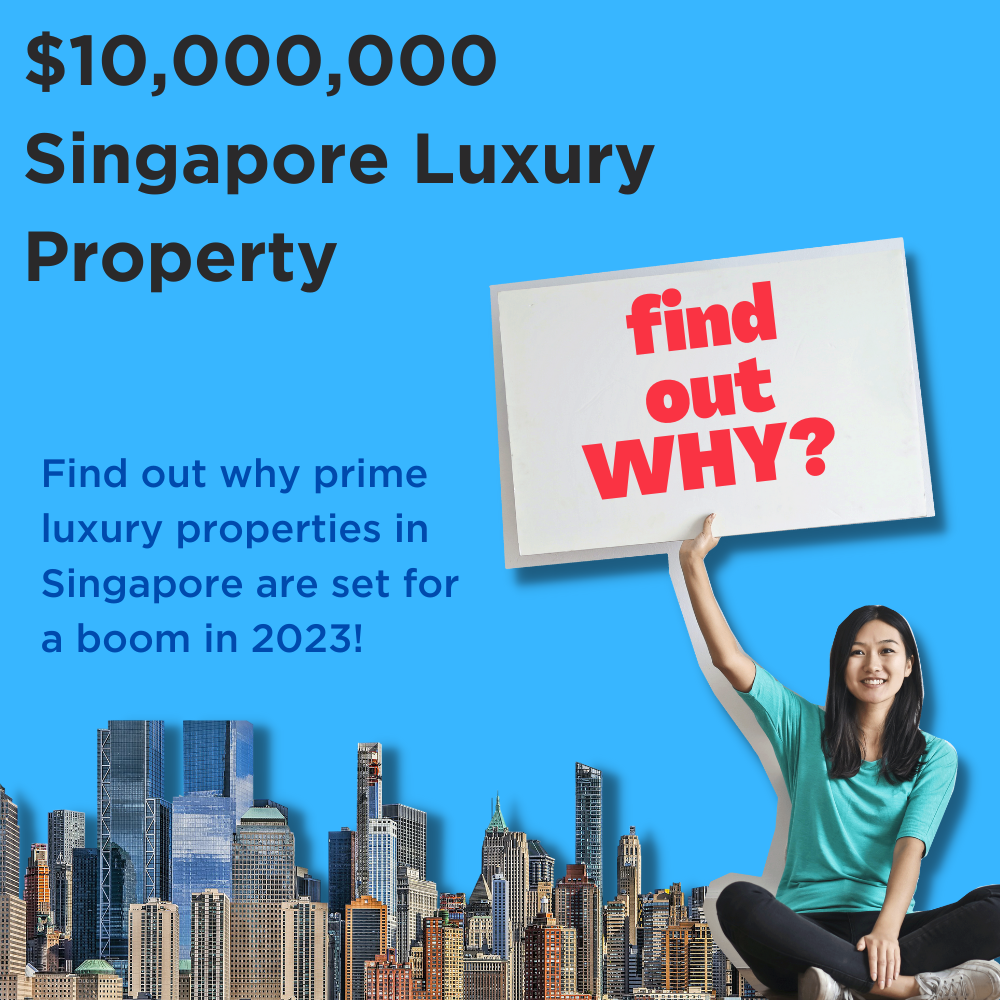 $10,000,000
Singapore Luxury
Property
find
out
WHY?
Find out why prime
luxury properties in
Singapore are set for
a boom in 2023!